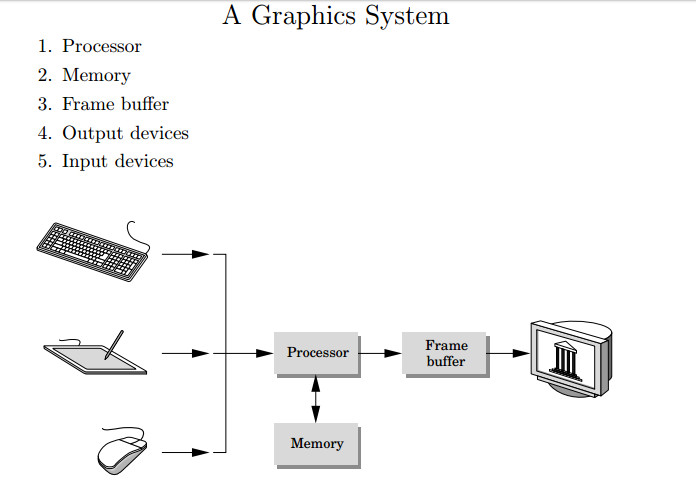 A Graphics System
1. Processor
2. Memory
3. Frame buffer
4. Output devices
5. Input devices
Processor
Frame
buffer
Memory